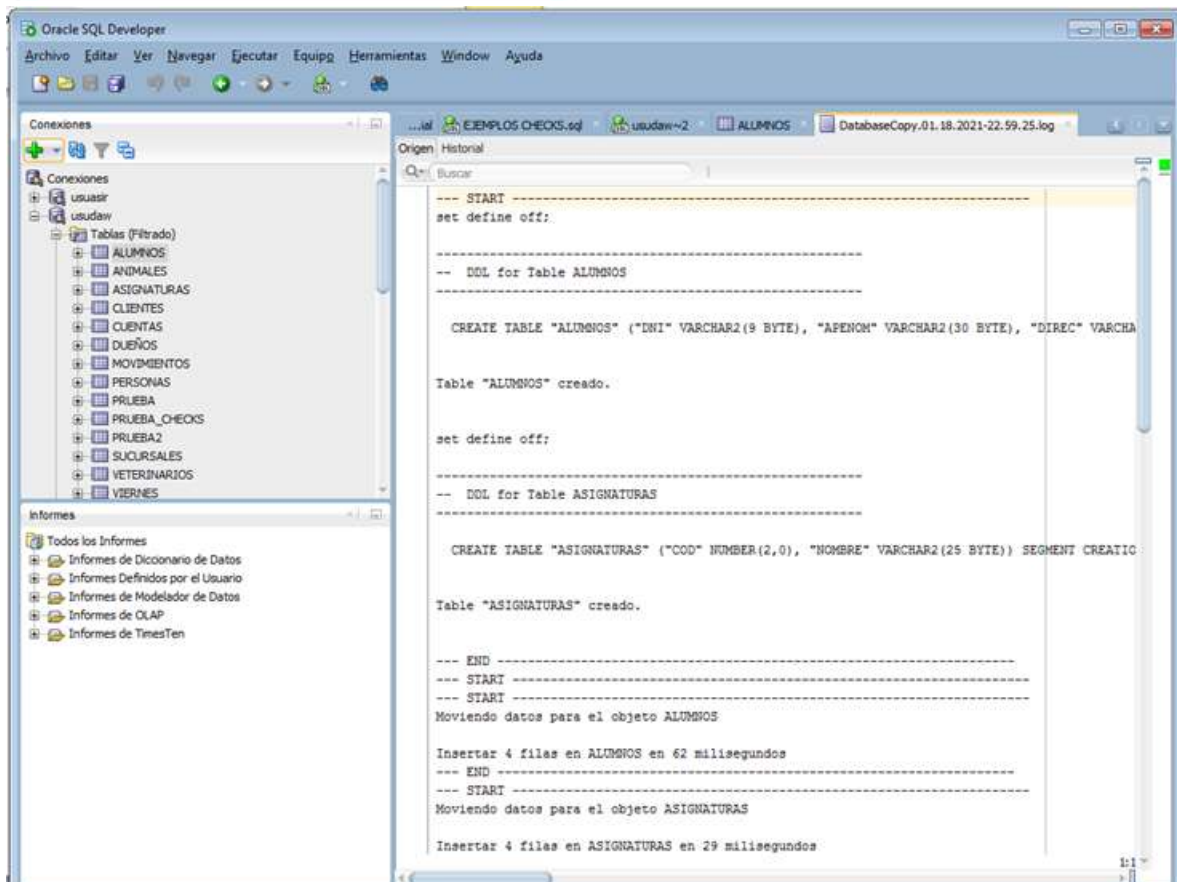 Oracle SQL Developer
Archivo Editar Ver Navegar Ejecutar Equipo Herramientas Window Ayuda
Conexiones
Conexiones
usuasir
usudaw
Tablas (Filtrado)
ALUMNOS
ANIMALES
ASIGNATURAS
CLIENTES
CUENTAS
DUEÑOS
MOVIMIENTOS
PERSONAS
PRUEBA
PRUEBA_CHECKS
PRUEBA2
SUCURSALES
VETERINARIOS
VIERNES
Informes
Todos los Informes
Informes de Diccionario de Datos
Informes Definidos por el Usuario
Informes de Modelador de Datos
Informes de OLAP
Informes de TimesTen
...ial EJEMPLOS CHECKS.sql usudaw~2 ALUMNOS DatabaseCopy.01.18.2021-22.59.25.log
Origen Historial
Buscar
--- START ---------------------------------------------------------------------
set define off;
---------------------------------------------------------
-- DDL for Table ALUMNOS
---------------------------------------------------------
CREATE TABLE "ALUMNOS" ("DNI" VARCHAR2(9 BYTE), "APENOM" VARCHAR2(30 BYTE), "DIREC" VARCHA
Table "ALUMNOS" creado.
set define off;
---------------------------------------------------------
-- DDL for Table ASIGNATURAS
---------------------------------------------------------
CREATE TABLE "ASIGNATURAS" ("COD" NUMBER(2,0), "NOMBRE" VARCHAR2(25 BYTE)) SEGMENT CREATIO
Table "ASIGNATURAS" creado.
--- END ---------------------------------------------------------------------
--- START ---------------------------------------------------------------------
--- START ---------------------------------------------------------------------
Moviendo datos para el objeto ALUMNOS
Insertar 4 filas en ALUMNOS en 62 milisegundos
--- END ---------------------------------------------------------------------
--- START ---------------------------------------------------------------------
Moviendo datos para el objeto ASIGNATURAS
Insertar 4 filas en ASIGNATURAS en 29 milisegundos
1:1